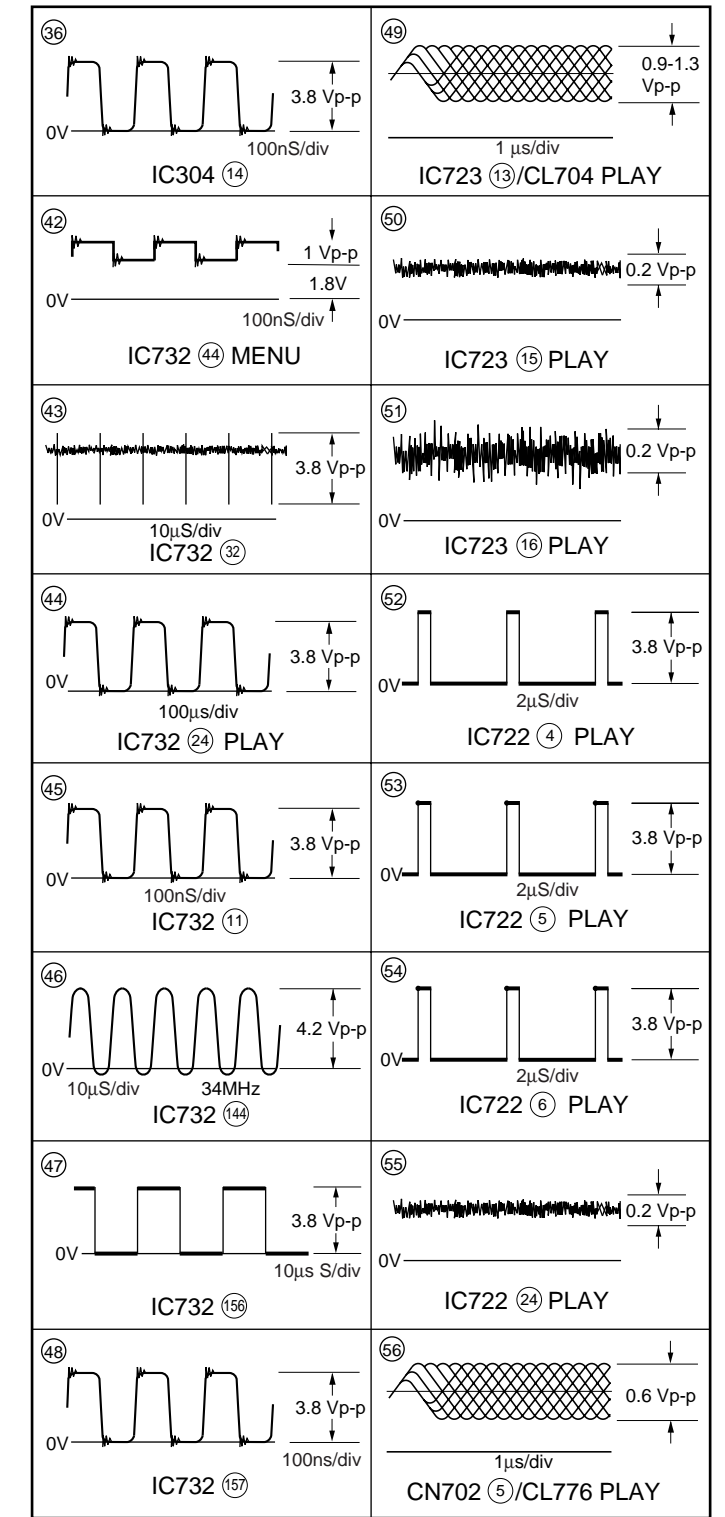 ㊱
3.8 Vp-p
0V
100nS/div
IC304 ⑭
㊷
1 Vp-p
1.8V
0V
100nS/div
IC732 ㊹ MENU
㊸
3.8 Vp-p
0V
10µS/div
IC732 ㉜
㊹
3.8 Vp-p
0V
100µs/div
IC732 ㉔ PLAY
㊺
3.8 Vp-p
0V
100nS/div
IC732 ⑪
㊻
4.2 Vp-p
0V
10µS/div 34MHz
IC732 (144)
㊼
3.8 Vp-p
0V
10µs S/div
IC732 (156)
㊽
3.8 Vp-p
0V
100ns/div
IC732 (157)
㊾
0.9-1.3
Vp-p
1 µs/div
IC723 ⑬/CL704 PLAY
㊿
0.2 Vp-p
0V
IC723 ⑮ PLAY
(51)
0.2 Vp-p
0V
IC723 ⑯ PLAY
(52)
3.8 Vp-p
0V
2µS/div
IC722 ④ PLAY
(53)
3.8 Vp-p
0V
2µS/div
IC722 ⑤ PLAY
(54)
3.8 Vp-p
0V
2µS/div
IC722 ⑥ PLAY
(55)
0.2 Vp-p
0V
IC722 ㉔ PLAY
(56)
0.6 Vp-p
1µs/div
CN702 ⑤/CL776 PLAY